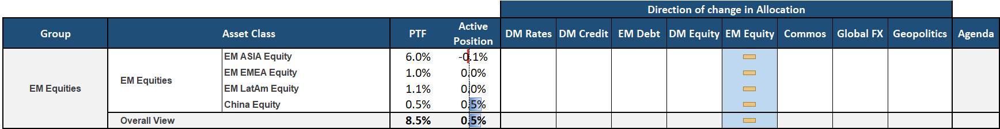 Direction of change in Allocation
Group Asset Class PTF Active Position DM Rates DM Credit EM Debt DM Equity EM Equity Commos Global FX Geopolitics Agenda
EM Equities EM Equities EM ASIA Equity 6.0% -0.1%
EM EMEA Equity 1.0% 0.0%
EM LatAm Equity 1.1% 0.0%
China Equity 0.5% 0.5%
Overall View 8.5% 0.5%